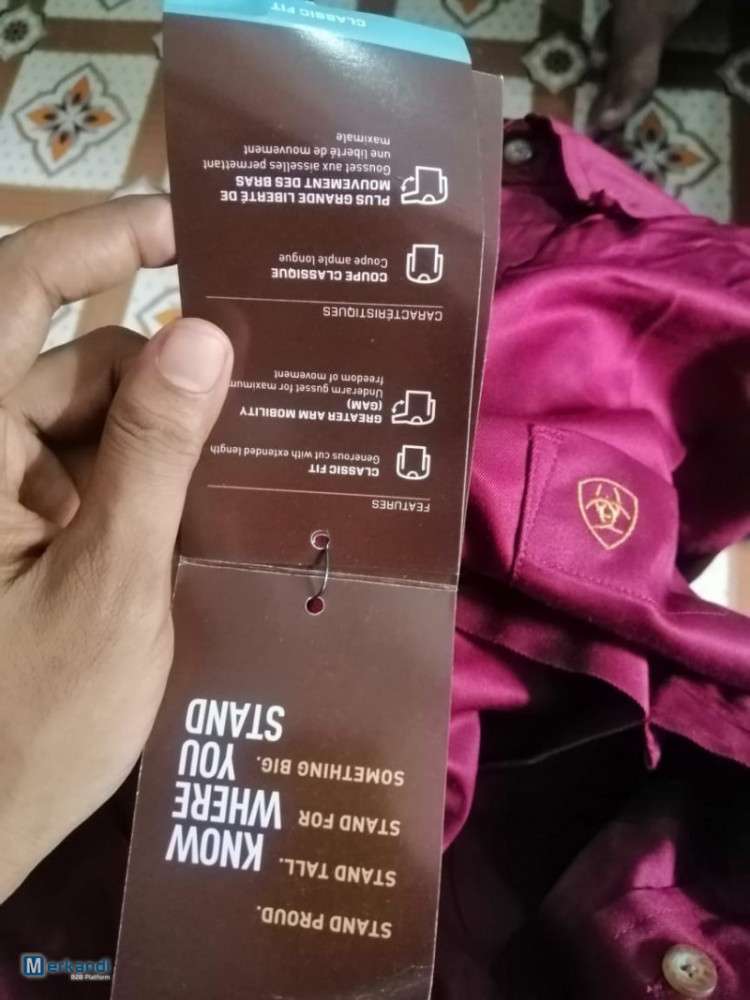 STAND PROUD.
STAND TALL.
STAND FOR
SOMETHING BIG.
KNOW
WHERE
YOU
STAND
FEATURES
CLASSIC FIT
Generous cut with extended length
GREATER ARM MOBILITY
(GAM)
Underarm gusset for maximum
freedom of movement
CARACTÉRISTIQUES
COUPE CLASSIQUE
Coupe ample longue
PLUS GRANDE LIBERTÉ DE
MOUVEMENT DES BRAS
Gousset aux aisselles permettant
une liberté de mouvement
maximale
CLASSIC FIT
Merkandi
B2B Platform